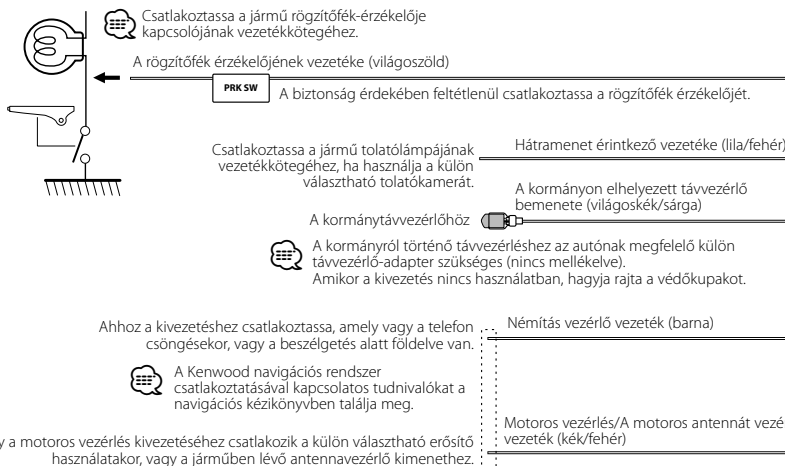 Csatlakoztassa a jármű rögzítőfék-érzékelője
kapcsolójának vezetékkötegéhez.
A rögzítőfék érzékelőjének vezetéke (világoszöld)
PRK SW
A biztonság érdekében feltétlenül csatlakoztassa a rögzítőfék érzékelőjét.
Csatlakoztassa a jármű tolatólámpájának
vezetékkötegéhez, ha használja a külön
választható tolatókamerát.
Hátramenet érintkező vezetéke (lila/fehér)
A kormányon elhelyezett távvezérlő
bemenete (világoskék/sárga)
A kormánytávvezérlőhöz
A kormányról történő távvezérléshez az autónak megfelelő külön
távvezérlő-adapter szükséges (nincs mellékelve).
Amikor a kivezetés nincs használatban, hagyja rajta a védőkupakot.
Ahhoz a kivezetéshez csatlakoztassa, amely vagy a telefon
csöngésekor, vagy a beszélgetés alatt földelve van.
Némítás vezérlő vezeték (barna)
A Kenwood navigációs rendszer
csatlakoztatásával kapcsolatos tudnivalókat a
navigációs kézikönyvben találja meg.
Motoros vezérlés/A motoros antennát
vezeték (kék/fehér)
a motoros vezérlés kivezetéséhez csatlakozik a külön választható erősítő
használatakor, vagy a járműben lévő antennavezérlő kimenethez.